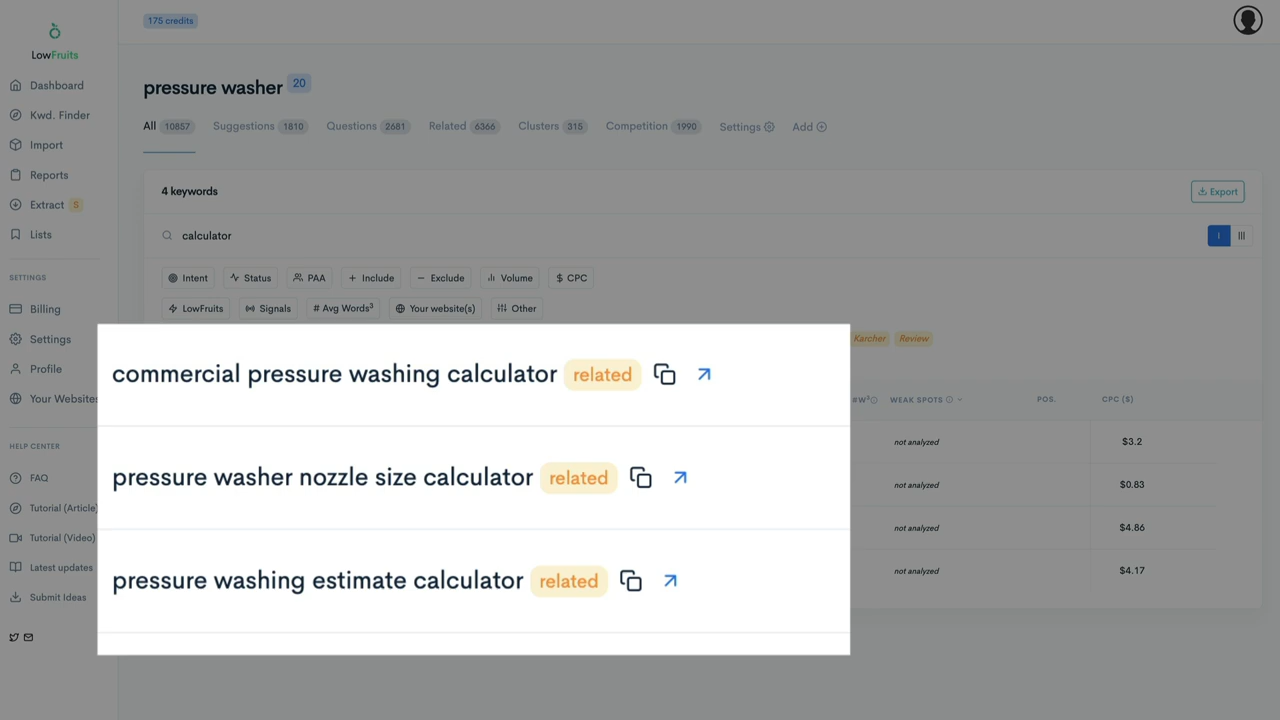 175 credits
LowFruits
Dashboard
Kwd. Finder
Import
Reports
Extract S
Lists
SETTINGS
Billing
Settings
Profile
Your Websites
HELP CENTER
FAQ
Tutorial (Article)
Tutorial (Video)
Latest updates
Submit Ideas
pressure washer 20
All 10857 Suggestions 1810 Questions 2681 Related 6366 Clusters 315 Competition 1990 Settings Add
4 keywords Export
calculator
Intent Status PAA + Include − Exclude Volume $ CPC
LowFruits Signals # Avg Words³ Your website(s) Other
Karcher Review
#W³ WEAK SPOTS POS. CPC ($)
not analyzed $3.2
not analyzed $0.83
not analyzed $4.86
not analyzed $4.17
commercial pressure washing calculator related
pressure washer nozzle size calculator related
pressure washing estimate calculator related